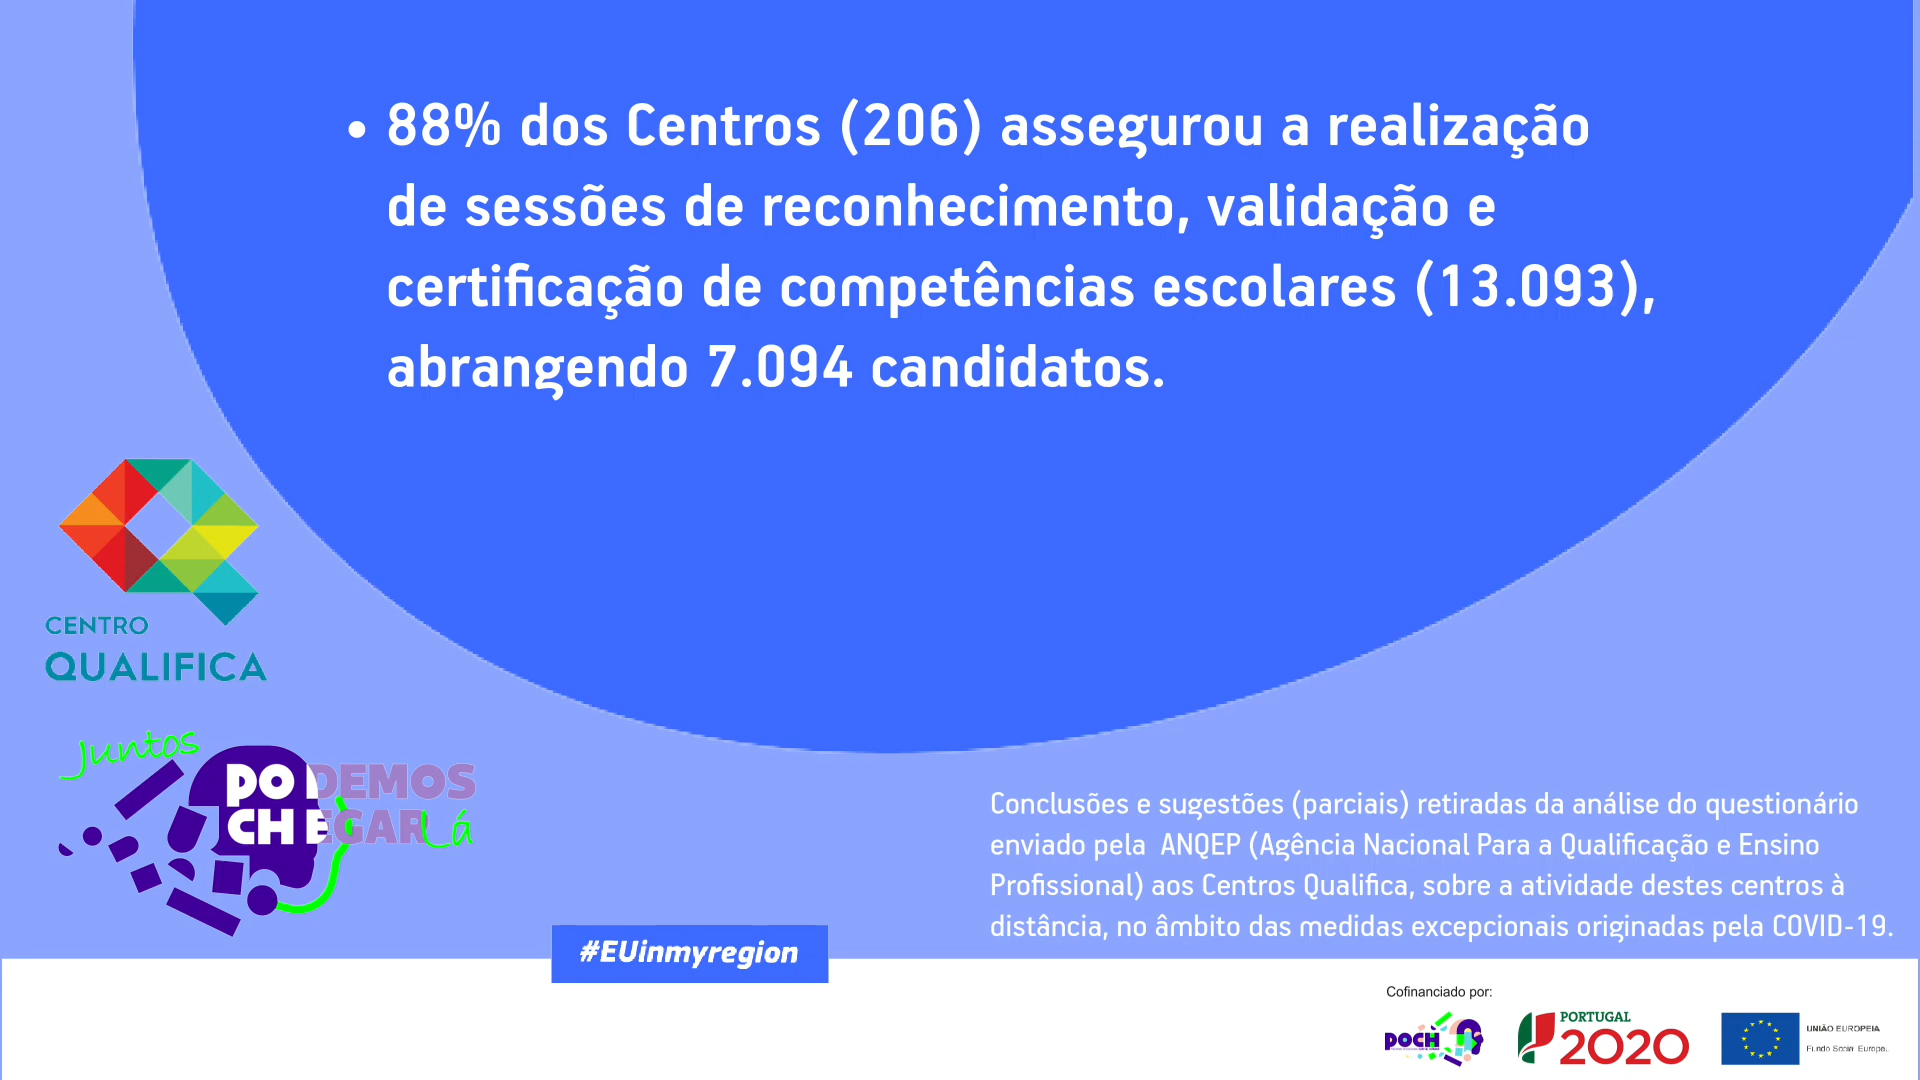 • 88% dos Centros (206) assegurou a realização
de sessões de reconhecimento, validação e
certificação de competências escolares (13.093),
abrangendo 7.094 candidatos.
CENTRO
QUALIFICA
Juntos
PODEMOS
CHEGAR Lá
Conclusões e sugestões (parciais) retiradas da análise do questionário
enviado pela ANQEP (Agência Nacional Para a Qualificação e Ensino
Profissional) aos Centros Qualifica, sobre a atividade destes centros à
distância, no âmbito das medidas excepcionais originadas pela COVID-19.
#EUinmyregion
Cofinanciado por:
POCH
PORTUGAL
2020
UNIÃO EUROPEIA
Fundo Social Europeu